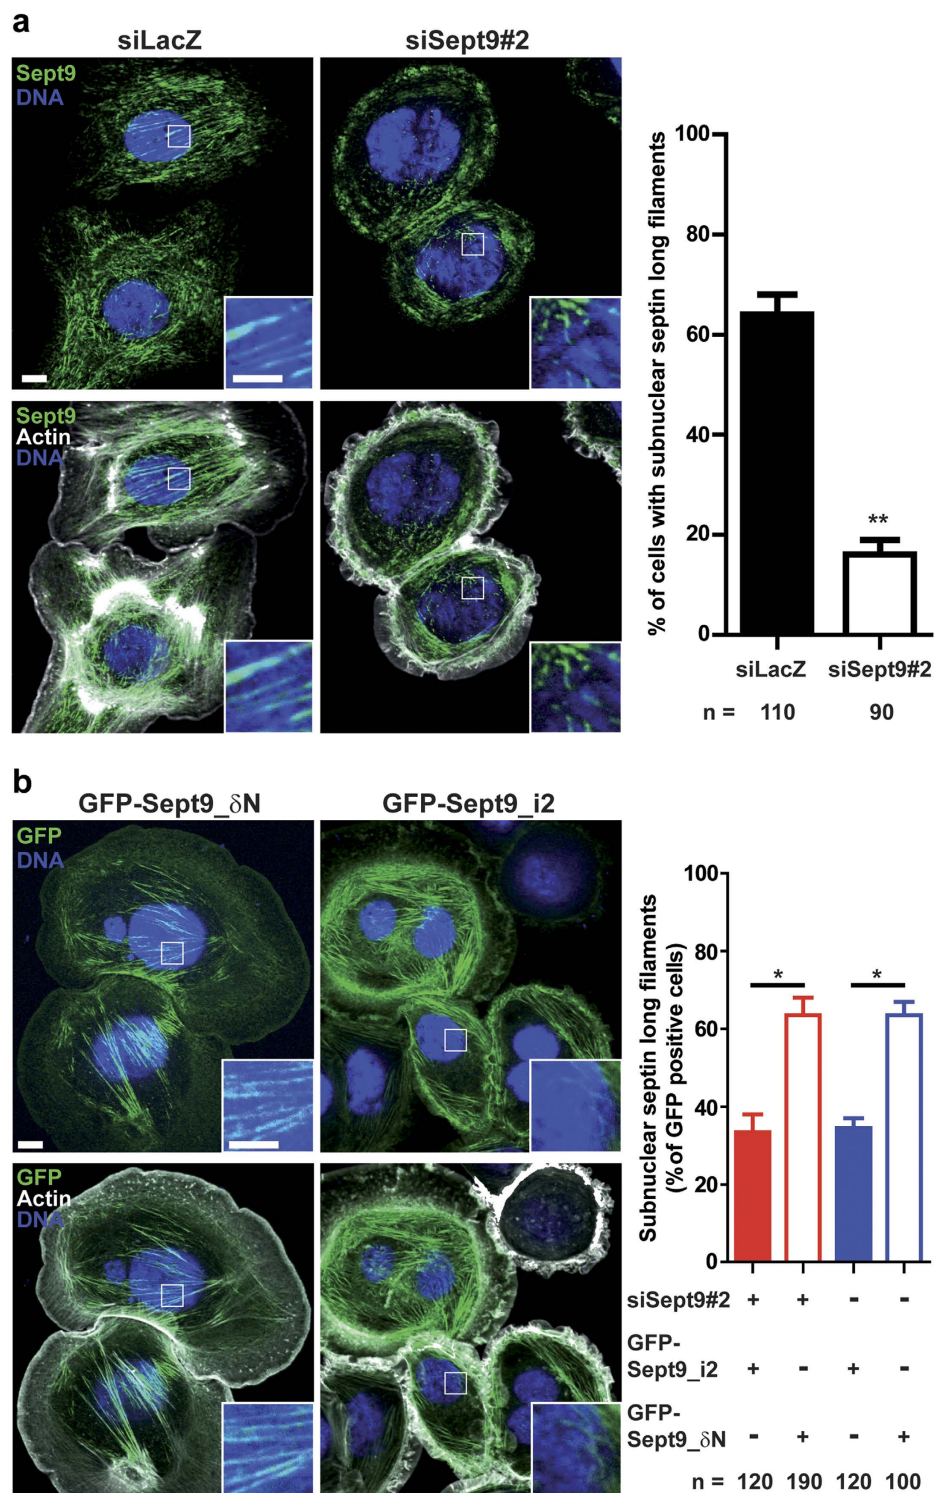 a
siLacZ
siSept9#2
Sept9
DNA
Sept9
Actin
DNA
% of cells with subnuclear septin long filaments
100
80
60
40
20
0
**
siLacZ siSept9#2
n = 110 90
b
GFP-Sept9_δN
GFP-Sept9_i2
GFP
DNA
GFP
Actin
DNA
Subnuclear septin long filaments
(% of GFP positive cells)
100
80
60
40
20
0
* *
siSept9#2 + + - -
GFP-
Sept9_i2 + - + -
GFP-
Sept9_δN - + - +
n = 120 190 120 100